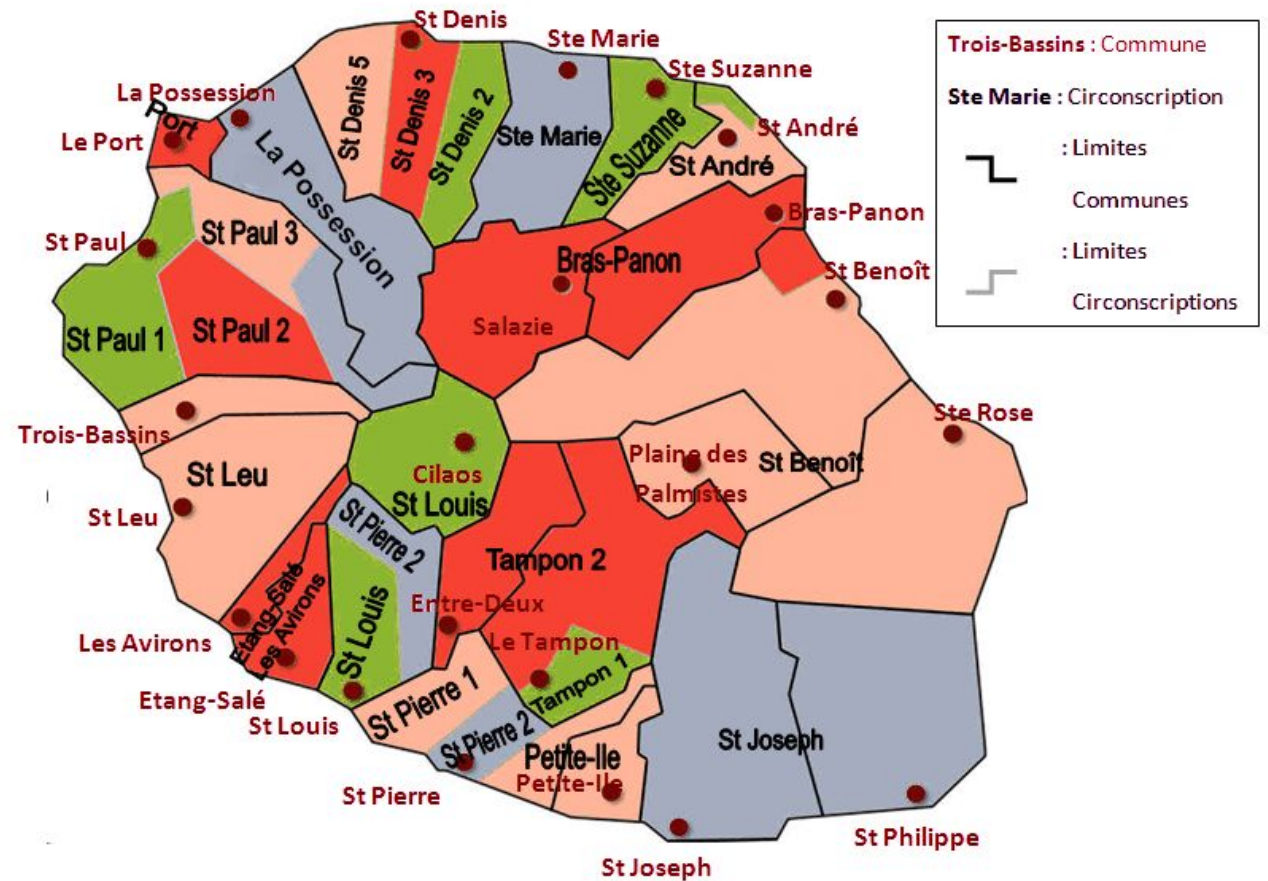 St Denis
Ste Marie
Ste Suzanne
La Possession
Port
Le Port
St Denis 5
St Denis 3
St Denis 2
Ste Marie
Ste Suzanne
St André
St André
La Possession
Bras-Panon
St Paul
St Paul 3
Bras-Panon
St Benoît
St Paul 1
St Paul 2
Salazie
Trois-Bassins
Ste Rose
St Leu
Cilaos
St Louis
Plaine des
Palmistes
St Benoît
St Leu
St Pierre 2
Tampon 2
Etang-Salé
Les Avirons
St Louis
Entre-Deux
Le Tampon
Les Avirons
Tampon 1
Etang-Salé
St Louis
St Pierre 1
St Pierre 2
Petite-Ile
Petite-Ile
St Joseph
St Pierre
St Philippe
St Joseph
Trois-Bassins : Commune
Ste Marie : Circonscription
: Limites
Communes
: Limites
Circonscriptions